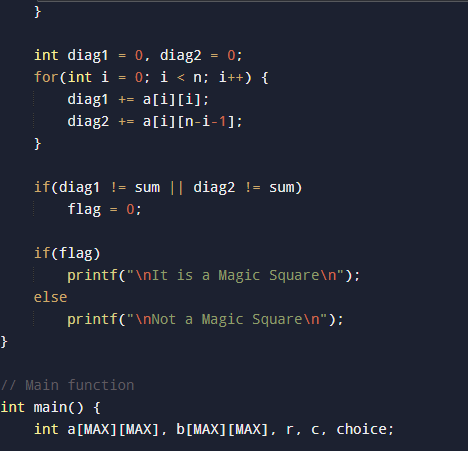 }

    int diag1 = 0, diag2 = 0;
    for(int i = 0; i < n; i++) {
        diag1 += a[i][i];
        diag2 += a[i][n-i-1];
    }

    if(diag1 != sum || diag2 != sum)
        flag = 0;

    if(flag)
        printf("\nIt is a Magic Square\n");
    else
        printf("\nNot a Magic Square\n");
}

// Main function
int main() {
    int a[MAX][MAX], b[MAX][MAX], r, c, choice;